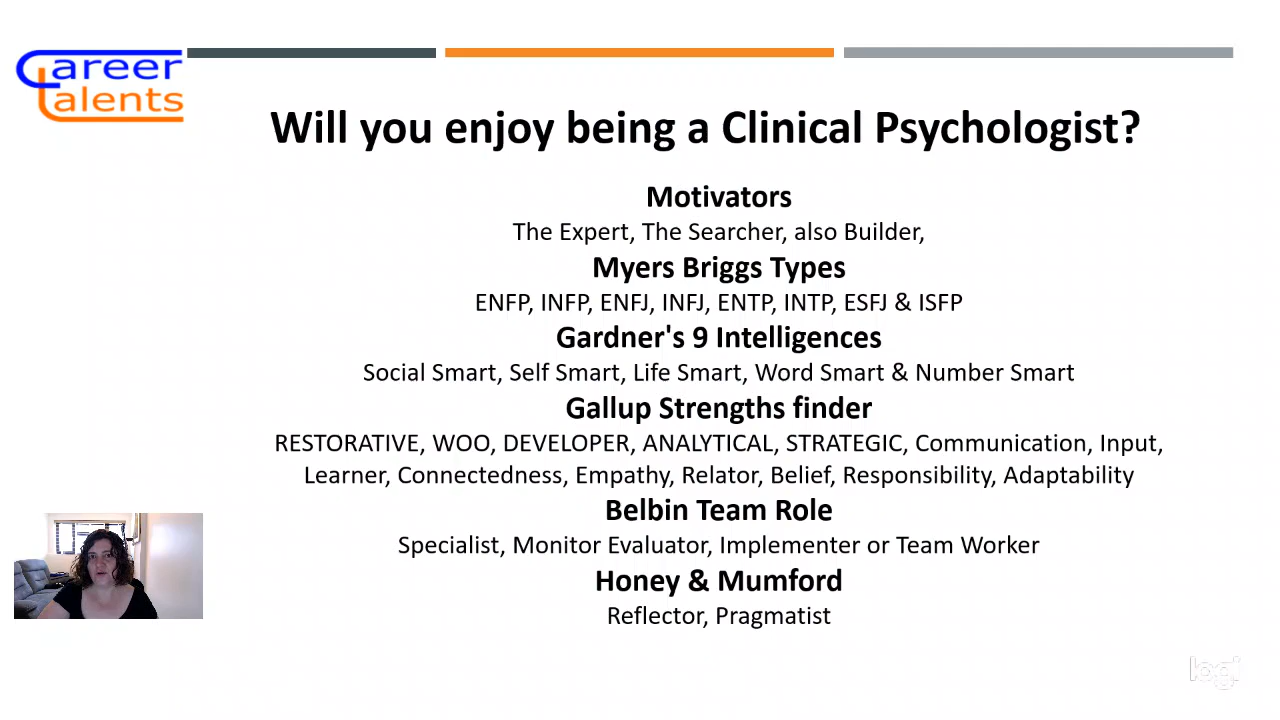 Career
Talents
Will you enjoy being a Clinical Psychologist?
Motivators
The Expert, The Searcher, also Builder,
Myers Briggs Types
ENFP, INFP, ENFJ, INFJ, ENTP, INTP, ESFJ & ISFP
Gardner's 9 Intelligences
Social Smart, Self Smart, Life Smart, Word Smart & Number Smart
Gallup Strengths finder
RESTORATIVE, WOO, DEVELOPER, ANALYTICAL, STRATEGIC, Communication, Input,
Learner, Connectedness, Empathy, Relator, Belief, Responsibility, Adaptability
Belbin Team Role
Specialist, Monitor Evaluator, Implementer or Team Worker
Honey & Mumford
Reflector, Pragmatist
logi